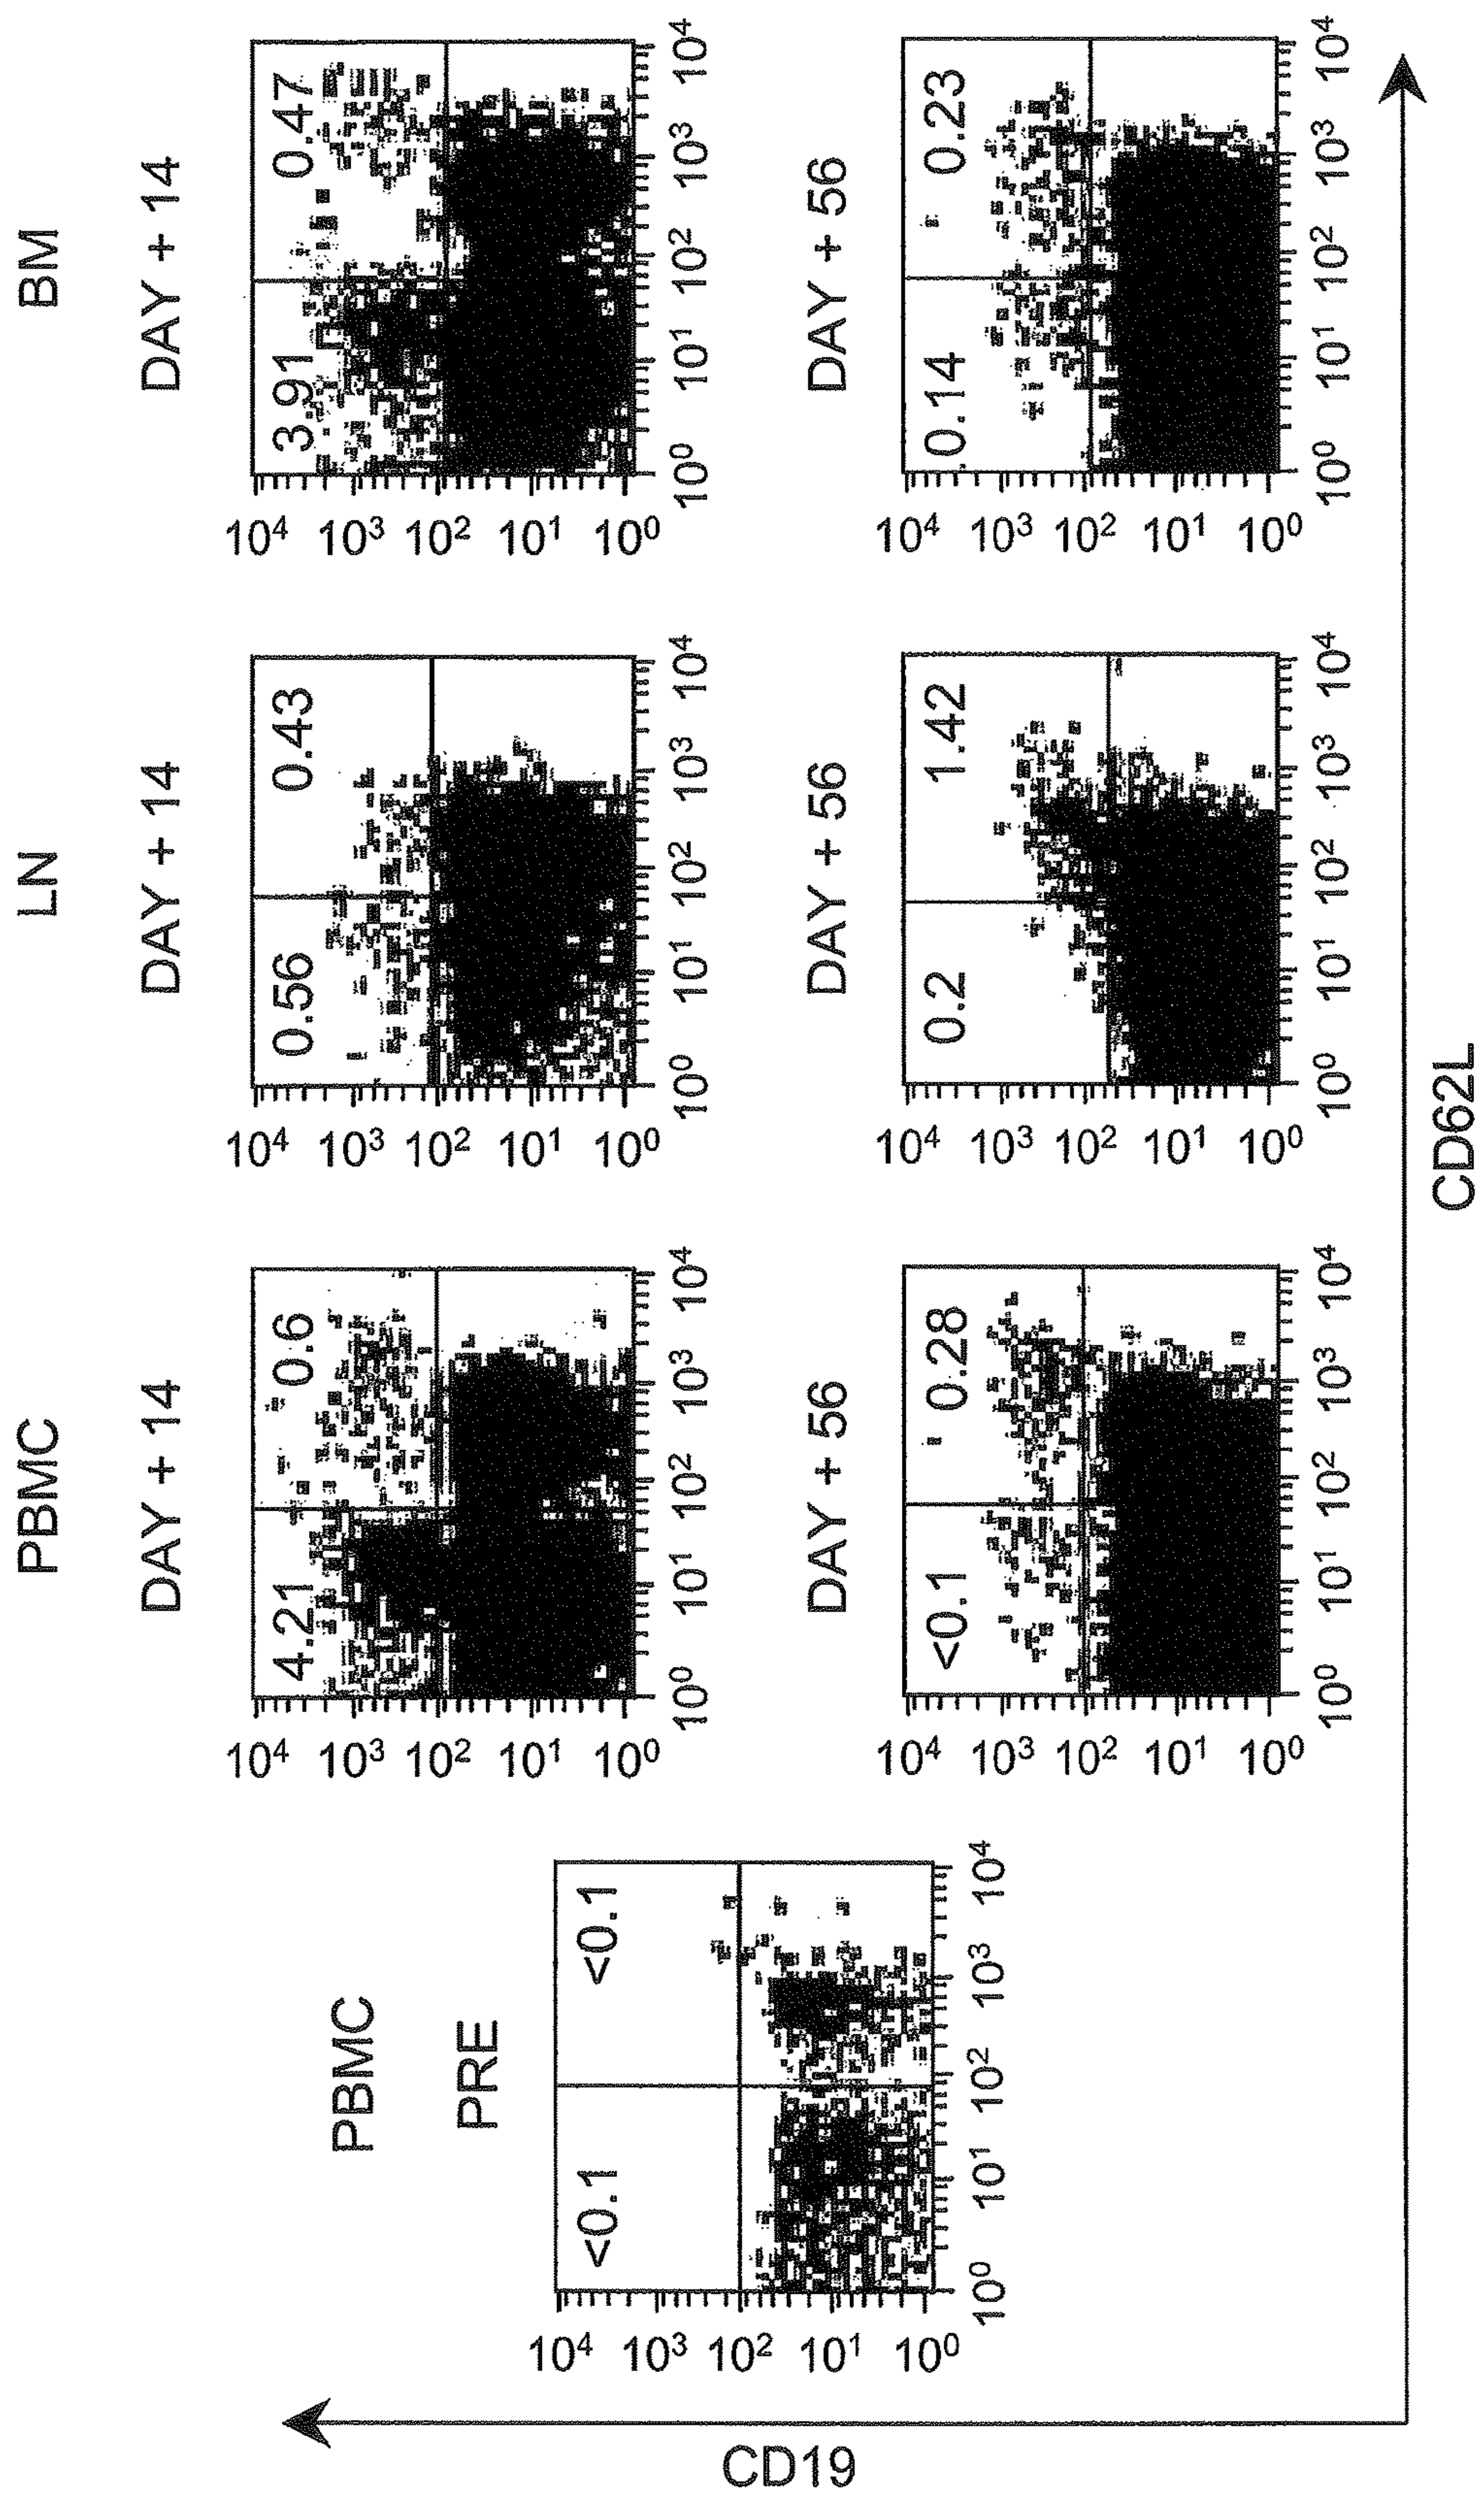 PBMC
LN
BM
DAY + 14
DAY + 14
DAY + 14
4.21 0.6
0.56 0.43
3.91 0.47
10⁴ 10³ 10² 10¹ 10⁰
10⁰ 10¹ 10² 10³ 10⁴
10⁴ 10³ 10² 10¹ 10⁰
10⁰ 10¹ 10² 10³ 10⁴
10⁴ 10³ 10² 10¹ 10⁰
10⁰ 10¹ 10² 10³ 10⁴
PBMC
PRE
<0.1 <0.1
10⁴ 10³ 10² 10¹ 10⁰
10⁰ 10¹ 10² 10³ 10⁴
DAY + 56
DAY + 56
DAY + 56
<0.1 0.28
0.2 1.42
0.14 0.23
10⁴ 10³ 10² 10¹ 10⁰
10⁰ 10¹ 10² 10³ 10⁴
10⁴ 10³ 10² 10¹ 10⁰
10⁰ 10¹ 10² 10³ 10⁴
10⁴ 10³ 10² 10¹ 10⁰
10⁰ 10¹ 10² 10³ 10⁴
CD19
CD62L